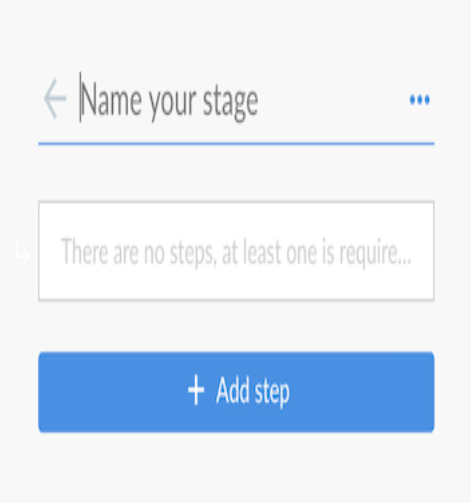 Name your stage
There are no steps, at least one is require...
+ Add step